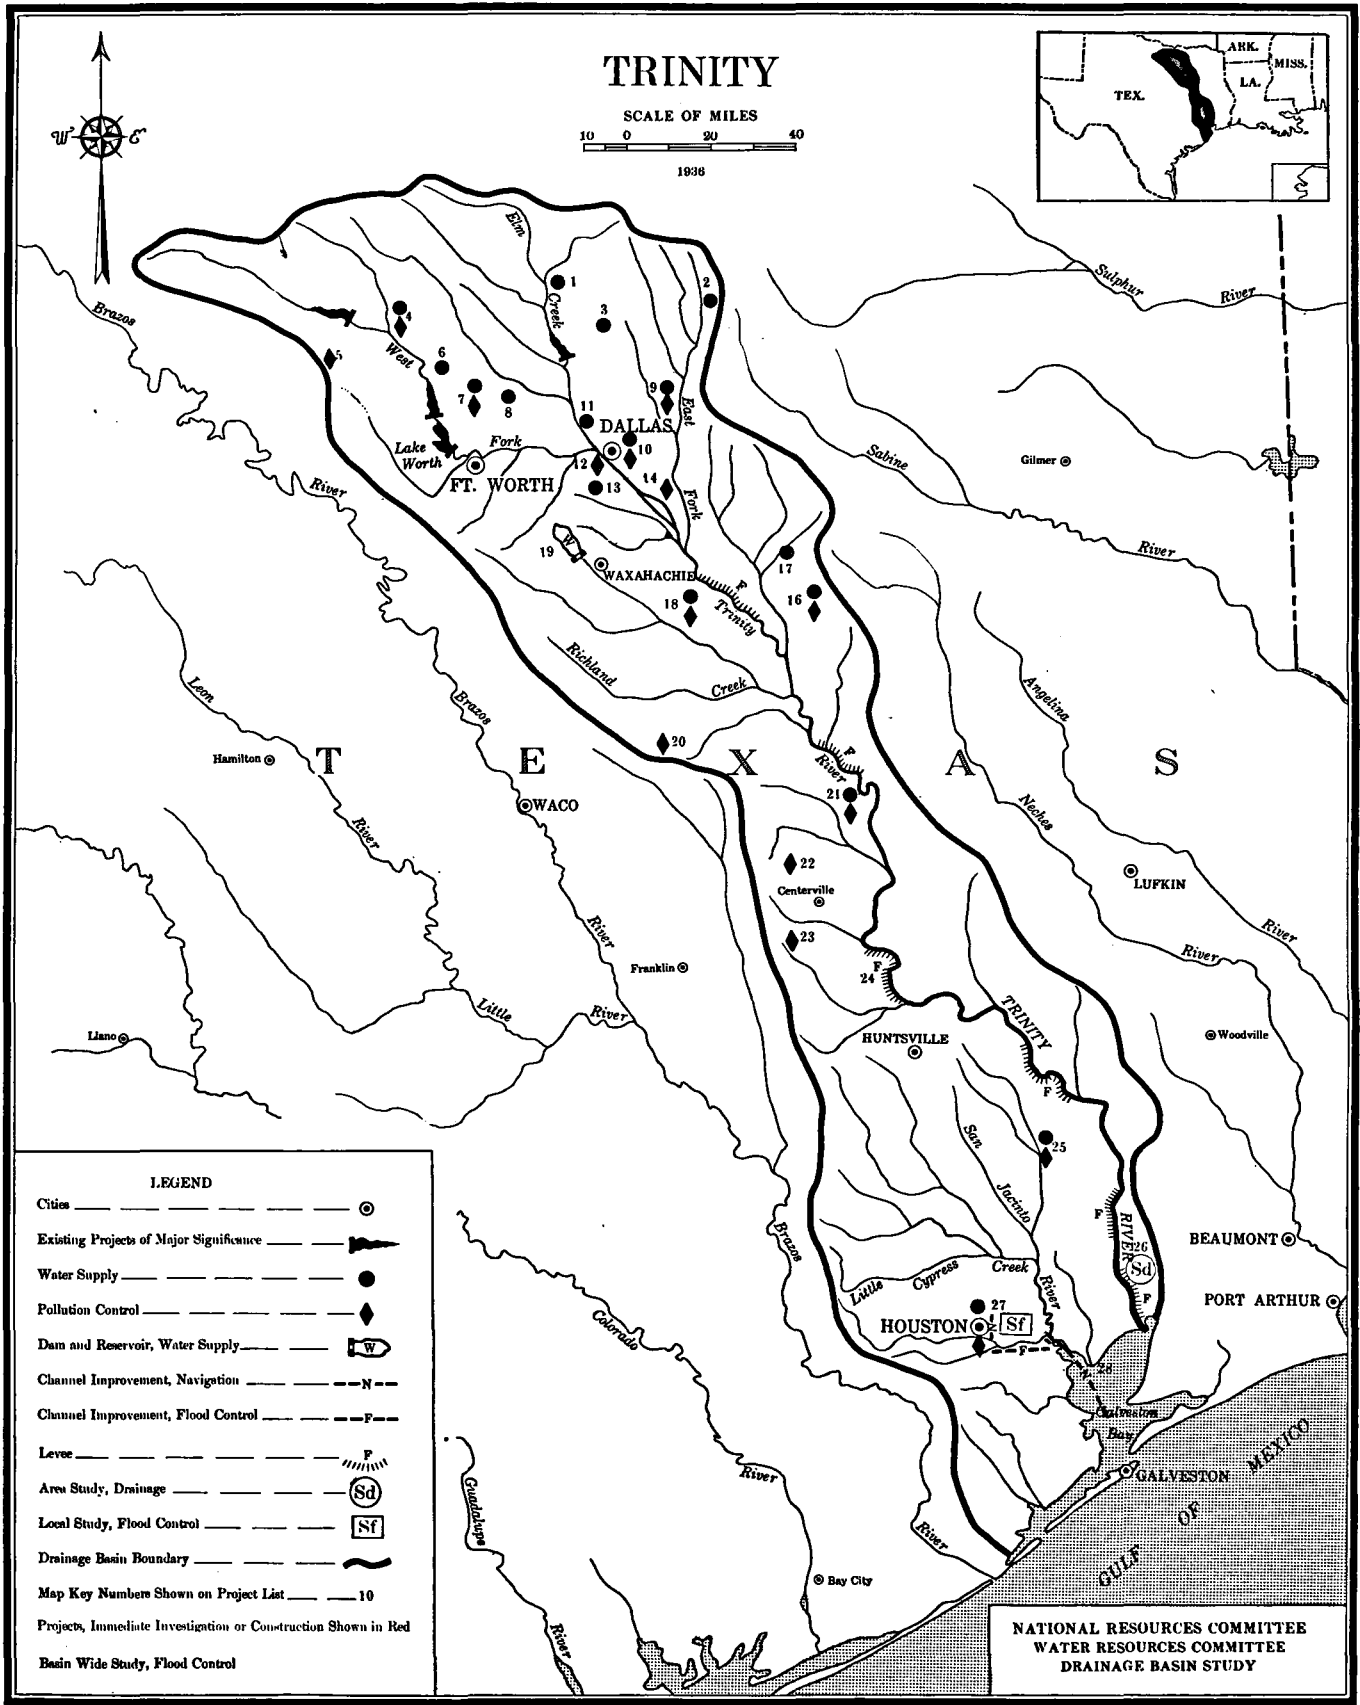 TRINITY
SCALE OF MILES
10 0 20 40
1936
ARK.
MISS.
LA.
TEX.
W E
Elm
Creek
1
2
3
4
5
6
7
8
9
10
11
12
13
14
16
17
18
19
W
West
Fork
Lake
Worth
FT. WORTH
DALLAS
East
Fork
WAXAHACHIE
F
Trinity
Brazos
River
Sulphur
River
Sabine
River
Gilmer
Richland
Creek
20
Leon
River
Hamilton
Brazos
River
WACO
T E X A S
F
River
21
22
Centerville
23
24
F
Angelina
River
Neches
River
LUFKIN
Franklin
Little
River
Llano
HUNTSVILLE
TRINITY
F
Woodville
San
Jacinto
River
25
F
RIVER
26
Sd
F
BEAUMONT
PORT ARTHUR
Brazos
River
Little Cypress Creek
27
HOUSTON
N
Sf
F
28
N
Galveston
Bay
GALVESTON
GULF OF MEXICO
Colorado
River
Guadalupe
River
Bay City
LEGEND
Cities
Existing Projects of Major Significance
Water Supply
Pollution Control
Dam and Reservoir, Water Supply W
Channel Improvement, Navigation N
Channel Improvement, Flood Control F
Levee F
Area Study, Drainage Sd
Local Study, Flood Control Sf
Drainage Basin Boundary
Map Key Numbers Shown on Project List 10
Projects, Immediate Investigation or Construction Shown in Red
Basin Wide Study, Flood Control
NATIONAL RESOURCES COMMITTEE
WATER RESOURCES COMMITTEE
DRAINAGE BASIN STUDY